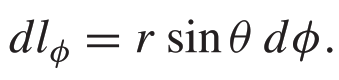 dl_ϕ = r sin θ dϕ.